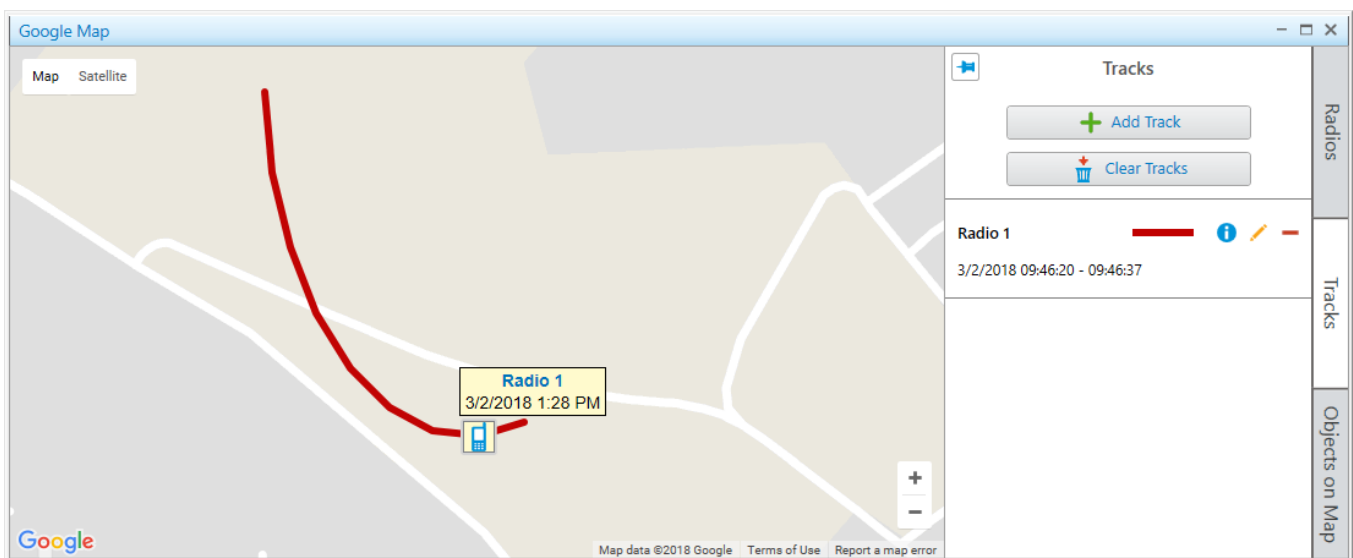 Google Map
Map Satellite
Radio 1
3/2/2018 1:28 PM
Google
+
−
Map data ©2018 Google Terms of Use Report a map error
Tracks
Add Track
Clear Tracks
Radio 1
3/2/2018 09:46:20 - 09:46:37
Radios
Tracks
Objects on Map